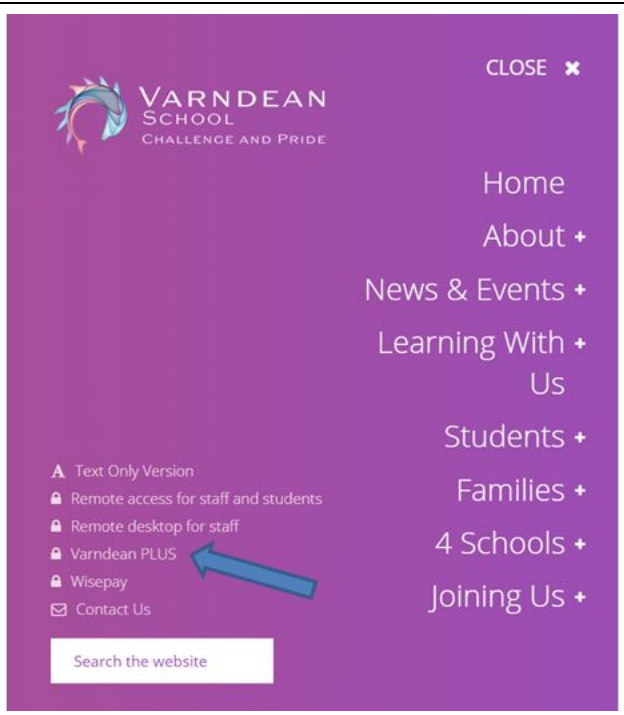 CLOSE ✖
VARNDEAN
SCHOOL
CHALLENGE AND PRIDE
Home
About +
News & Events +
Learning With +
Us
Students +
Families +
4 Schools +
Joining Us +
A Text Only Version
Remote access for staff and students
Remote desktop for staff
Varndean PLUS
Wisepay
Contact Us
Search the website